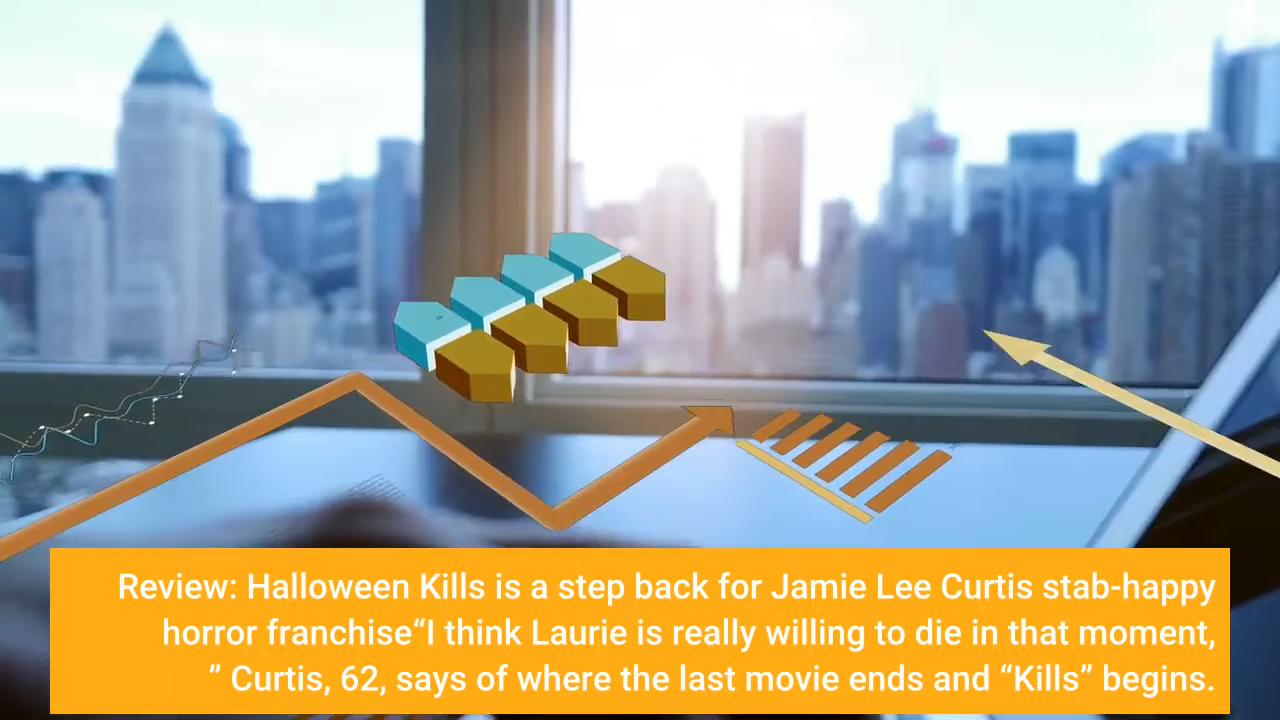 Review: Halloween Kills is a step back for Jamie Lee Curtis stab-happy
horror franchise“I think Laurie is really willing to die in that moment,
” Curtis, 62, says of where the last movie ends and “Kills” begins.